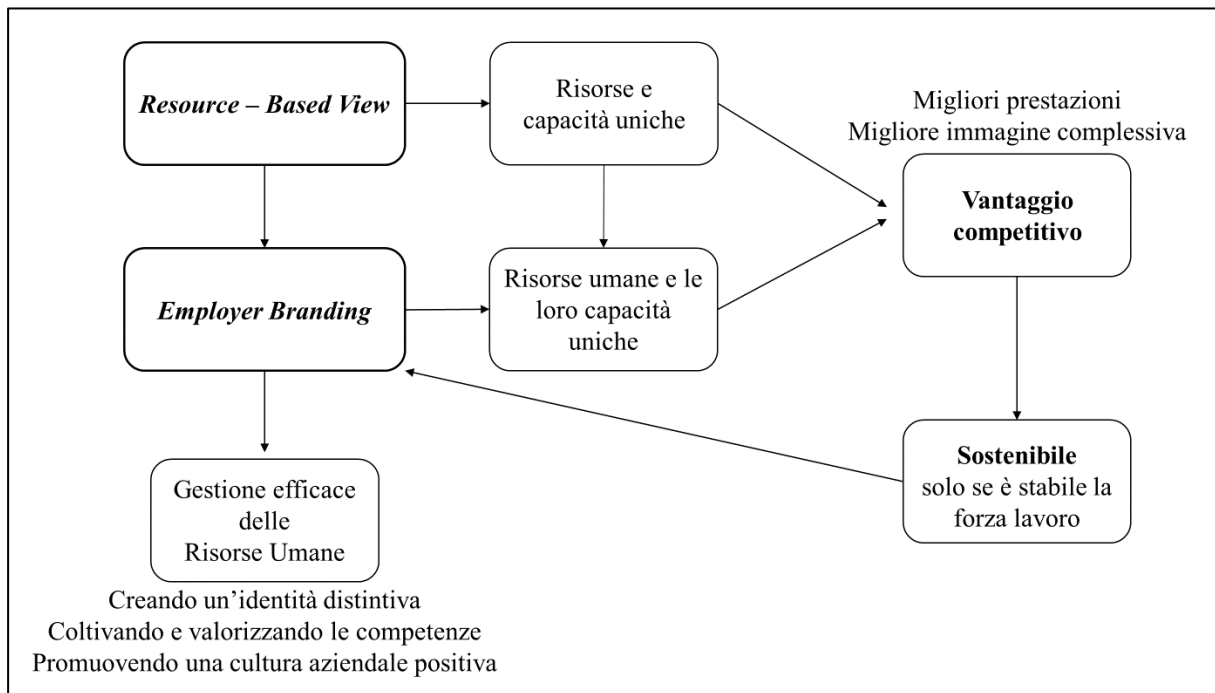 Resource – Based View
Risorse e
capacità uniche
Migliori prestazioni
Migliore immagine complessiva
Vantaggio
competitivo
Employer Branding
Risorse umane e le
loro capacità
uniche
Gestione efficace
delle
Risorse Umane
Sostenibile
solo se è stabile la
forza lavoro
Creando un’identità distintiva
Coltivando e valorizzando le competenze
Promuovendo una cultura aziendale positiva